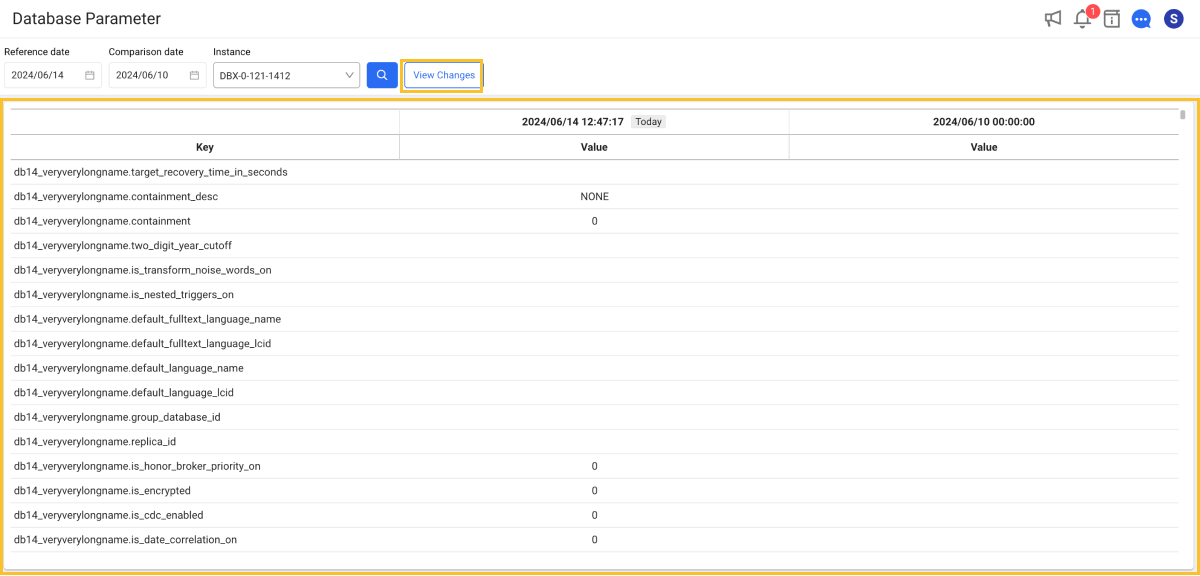 Database Parameter
1
S
Reference date Comparison date Instance
2024/06/14 2024/06/10 DBX-0-121-1412 View Changes
2024/06/14 12:47:17 Today 2024/06/10 00:00:00
Key Value Value
db14_veryverylongname.target_recovery_time_in_seconds
db14_veryverylongname.containment_desc NONE
db14_veryverylongname.containment 0
db14_veryverylongname.two_digit_year_cutoff
db14_veryverylongname.is_transform_noise_words_on
db14_veryverylongname.is_nested_triggers_on
db14_veryverylongname.default_fulltext_language_name
db14_veryverylongname.default_fulltext_language_lcid
db14_veryverylongname.default_language_name
db14_veryverylongname.default_language_lcid
db14_veryverylongname.group_database_id
db14_veryverylongname.replica_id
db14_veryverylongname.is_honor_broker_priority_on 0
db14_veryverylongname.is_encrypted 0
db14_veryverylongname.is_cdc_enabled 0
db14_veryverylongname.is_date_correlation_on 0